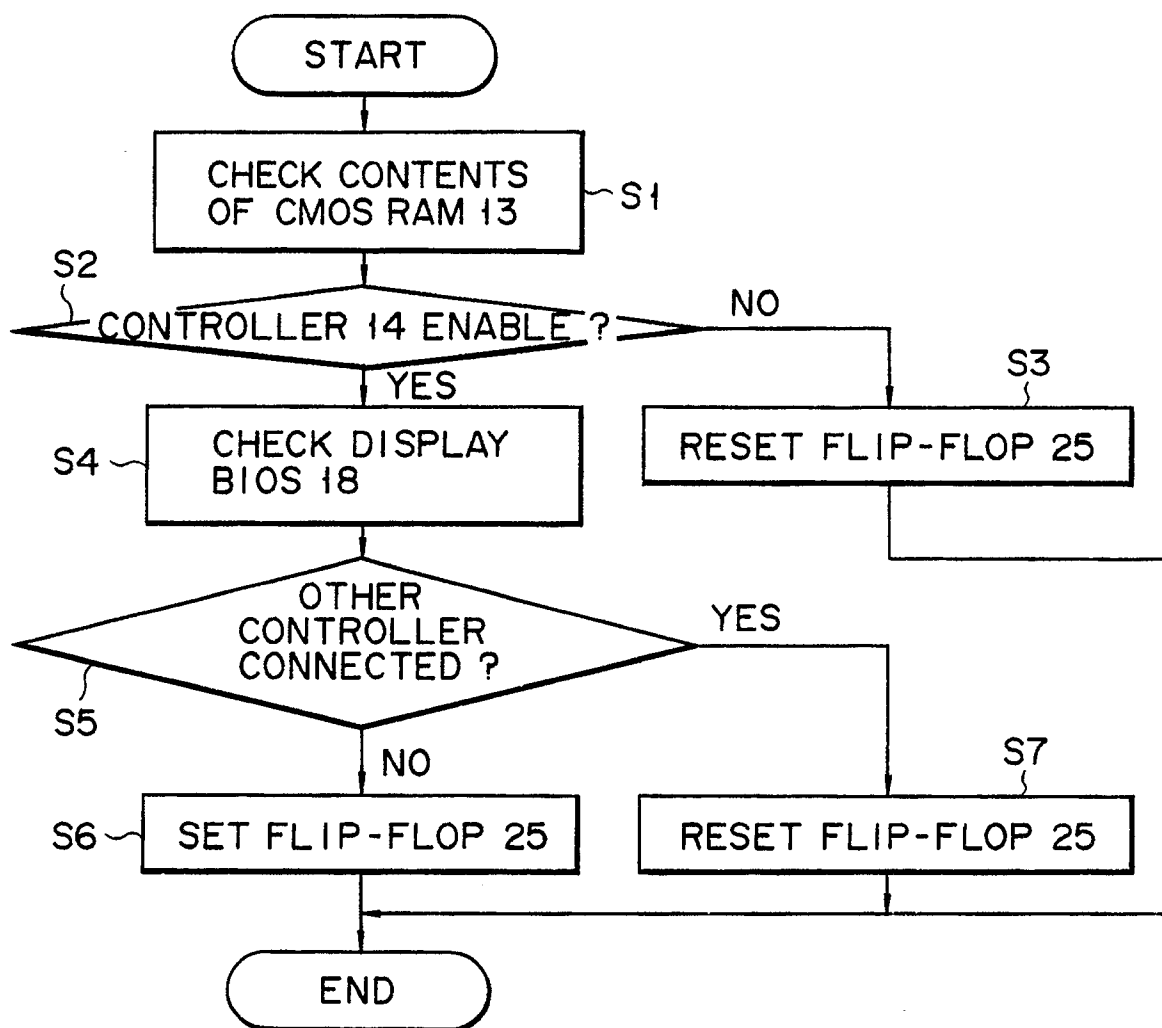 START
CHECK CONTENTS
OF CMOS RAM 13
S1
S2
CONTROLLER 14 ENABLE ?
NO
YES
S3
RESET FLIP-FLOP 25
S4
CHECK DISPLAY
BIOS 18
OTHER
CONTROLLER
CONNECTED ?
YES
S5
NO
S7
S6
SET FLIP-FLOP 25
RESET FLIP-FLOP 25
END